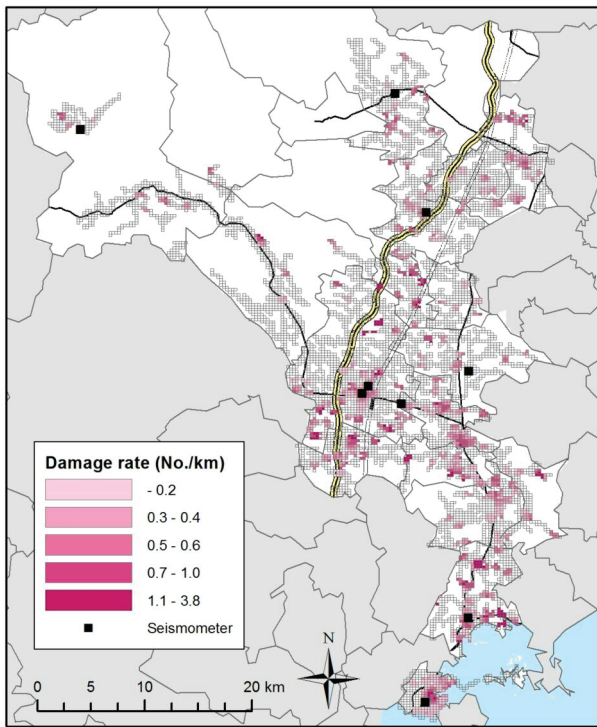 Damage rate (No./km)
- 0.2
0.3 - 0.4
0.5 - 0.6
0.7 - 1.0
1.1 - 3.8
Seismometer
N
0 5 10 20 km